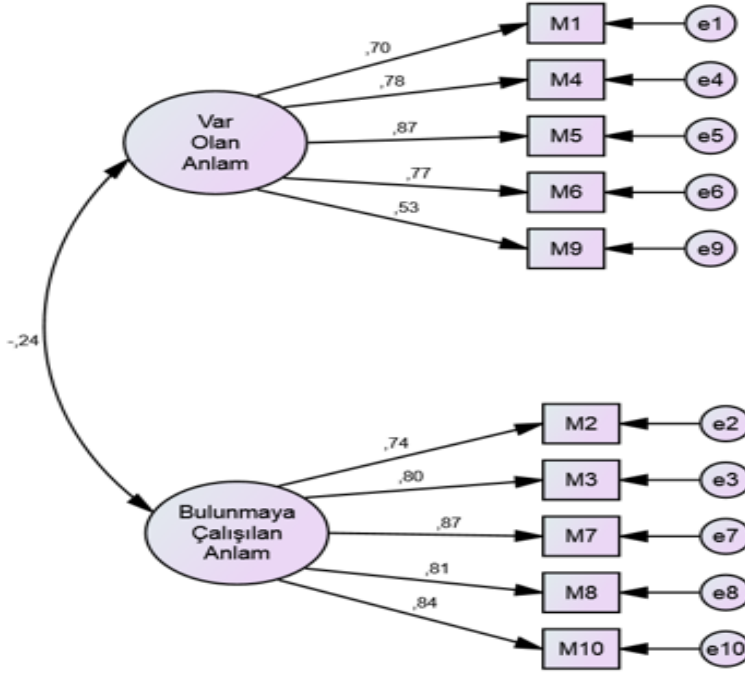 M1
e1
,70
M4
e4
,78
Var
Olan
Anlam
,87
M5
e5
,77
M6
e6
,53
M9
e9
-,24
M2
e2
,74
M3
e3
,80
Bulunmaya
Çalışılan
Anlam
,87
M7
e7
,81
M8
e8
,84
M10
e10